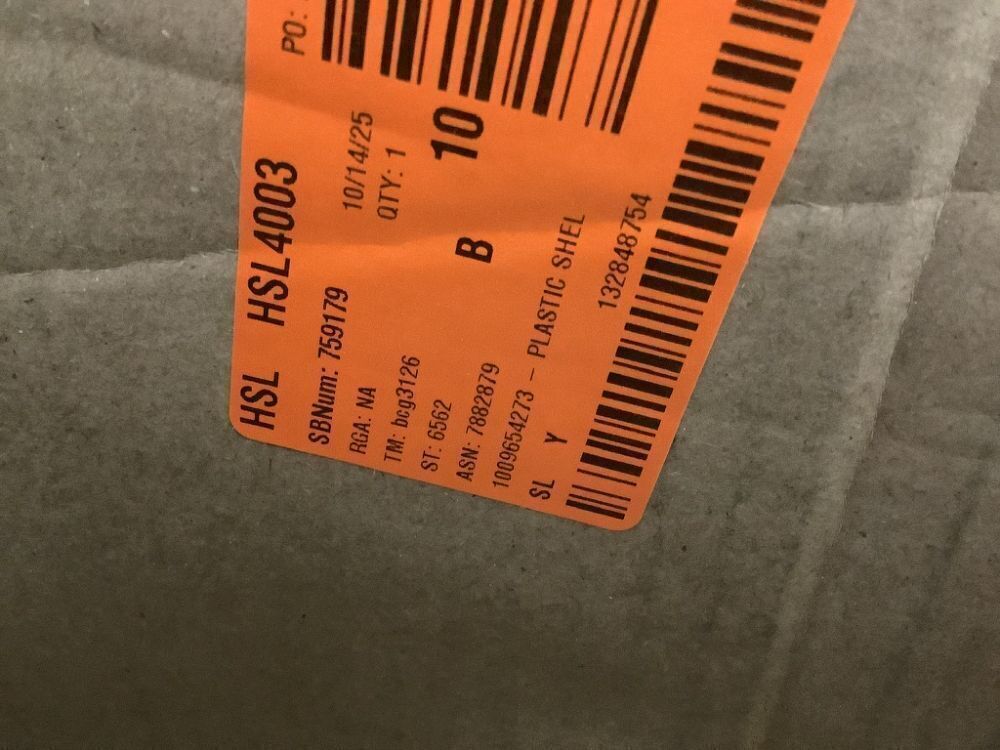 HSL HSL4003
PO:
SBNum: 759179
RGA: NA 10/14/25
TM: bcg3126 QTY: 1
ST: 6562
ASN: 7882879 B 10
1009654273 - PLASTIC SHEL
SL Y 132848754